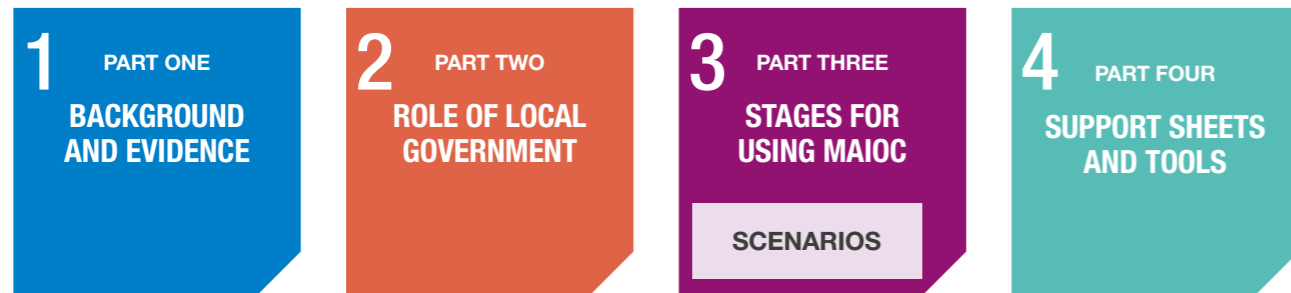 1
PART ONE
BACKGROUND
AND EVIDENCE
2
PART TWO
ROLE OF LOCAL
GOVERNMENT
3
PART THREE
STAGES FOR
USING MAIOC
SCENARIOS
4
PART FOUR
SUPPORT SHEETS
AND TOOLS